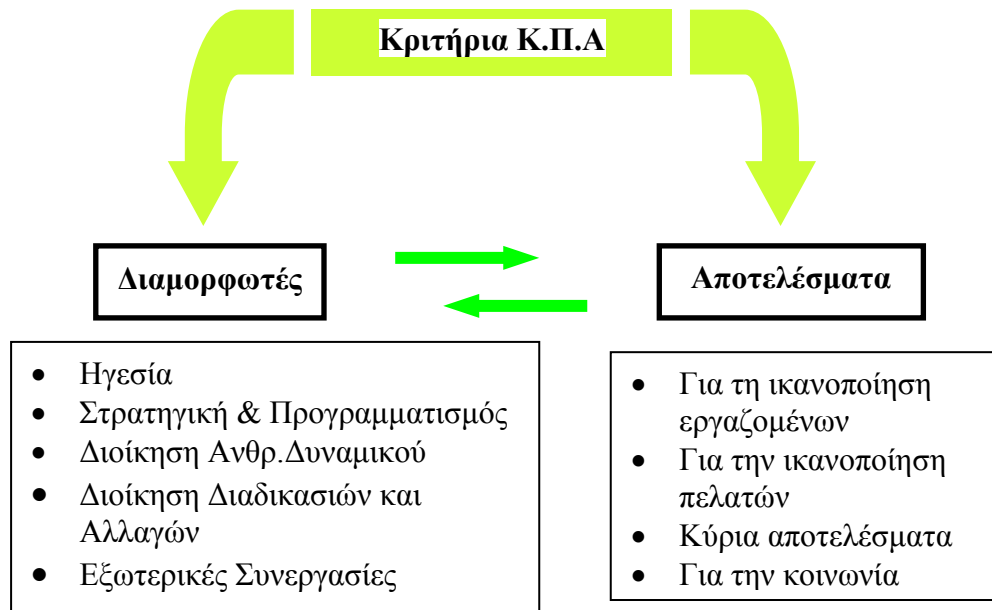 Κριτήρια Κ.Π.Α
Διαμορφωτές
• Ηγεσία
• Στρατηγική & Προγραμματισμός
• Διοίκηση Ανθρ.Δυναμικού
• Διοίκηση Διαδικασιών και
Αλλαγών
• Εξωτερικές Συνεργασίες
Αποτελέσματα
• Για τη ικανοποίηση
εργαζομένων
• Για την ικανοποίηση
πελατών
• Κύρια αποτελέσματα
• Για την κοινωνία